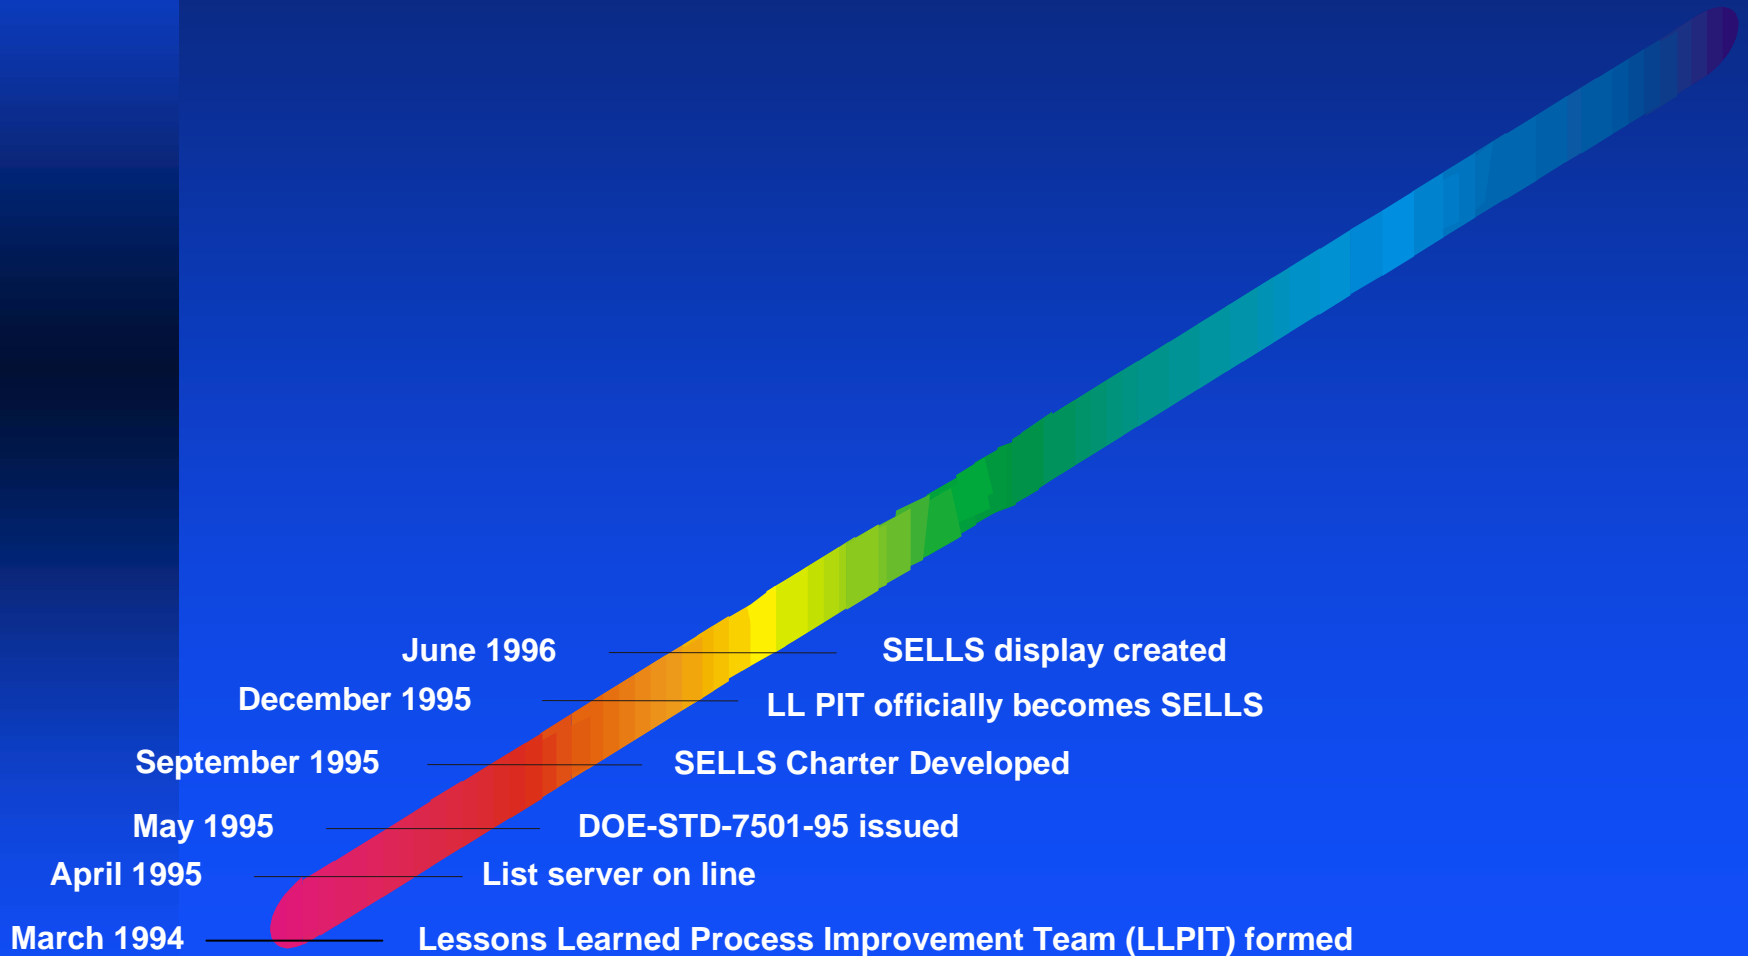 June 1996 SELLS display created
December 1995 LL PIT officially becomes SELLS
September 1995 SELLS Charter Developed
May 1995 DOE-STD-7501-95 issued
April 1995 List server on line
March 1994 Lessons Learned Process Improvement Team (LLPIT) formed